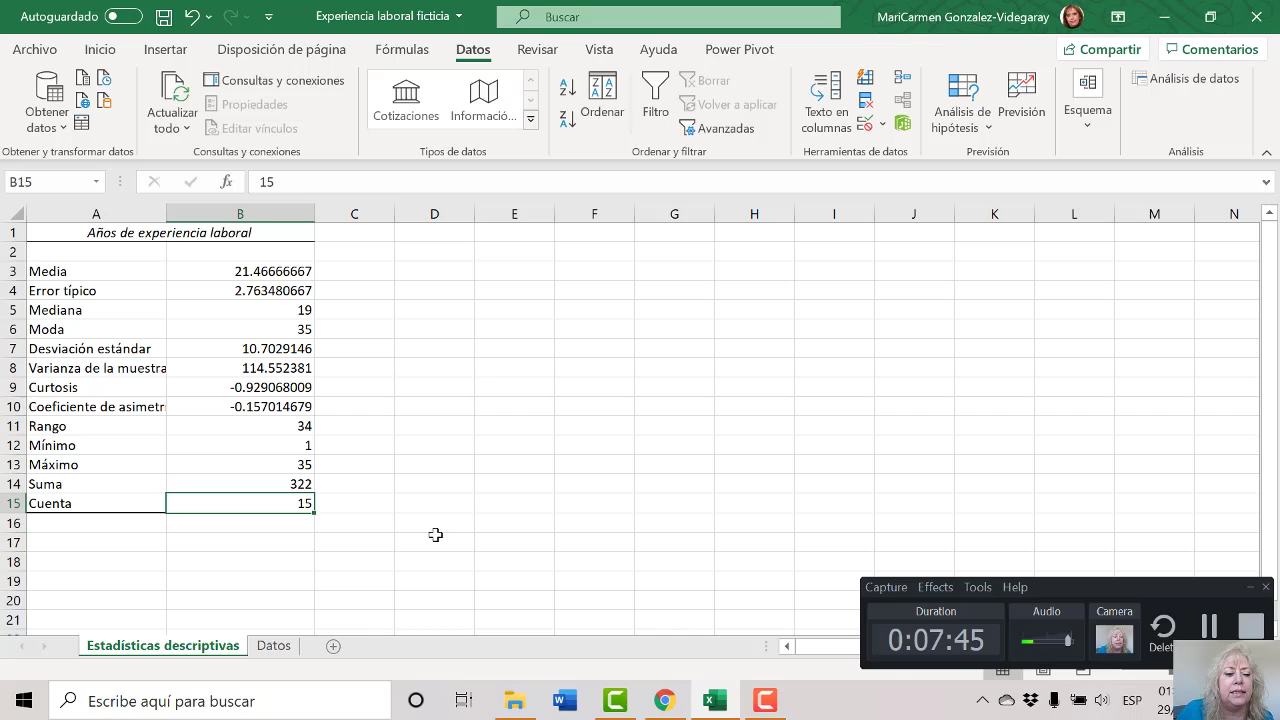 Autoguardado
Experiencia laboral ficticia
Buscar
MariCarmen Gonzalez-Videgaray
Archivo Inicio Insertar Disposición de página Fórmulas Datos Revisar Vista Ayuda Power Pivot
Compartir Comentarios
Obtener datos
Actualizar todo
Consultas y conexiones
Propiedades
Editar vínculos
Cotizaciones
Informació...
Ordenar
Filtro
Borrar
Volver a aplicar
Avanzadas
Texto en columnas
Análisis de hipótesis
Previsión
Esquema
Análisis de datos
Obtener y transformar datos Consultas y conexiones Tipos de datos Ordenar y filtrar Herramientas de datos Previsión Análisis
B15 fx 15
A B C D E F G H I J K L M N
1 Años de experiencia laboral
2
3 Media 21.46666667
4 Error típico 2.763480667
5 Mediana 19
6 Moda 35
7 Desviación estándar 10.7029146
8 Varianza de la muestra 114.552381
9 Curtosis -0.929068009
10 Coeficiente de asimetr -0.157014679
11 Rango 34
12 Mínimo 1
13 Máximo 35
14 Suma 322
15 Cuenta 15
16
17
18
19
20
21
Capture Effects Tools Help
Duration Audio Camera
0:07:45
Delet
Estadísticas descriptivas Datos
Escribe aquí para buscar
ESP